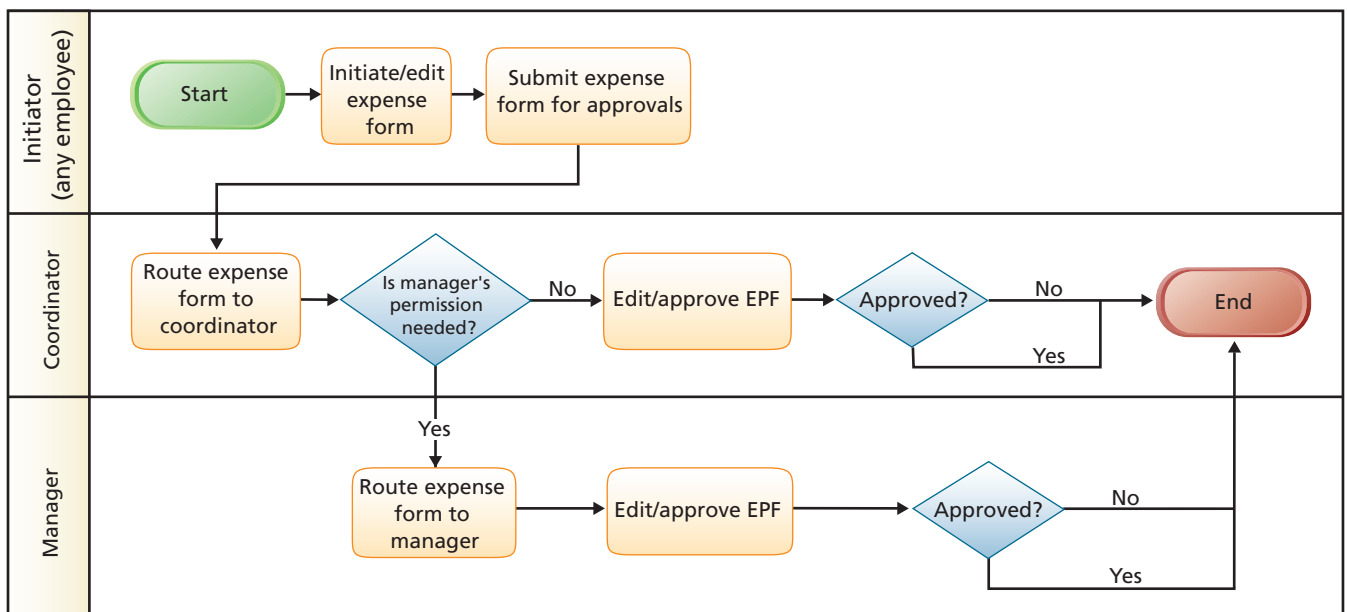 Initiator
(any employee)
Start
Initiate/edit
expense
form
Submit expense
form for approvals
Coordinator
Route expense
form to
coordinator
Is manager's
permission
needed?
No
Edit/approve EPF
Approved?
No
Yes
End
Manager
Yes
Route expense
form to
manager
Edit/approve EPF
Approved?
No
Yes